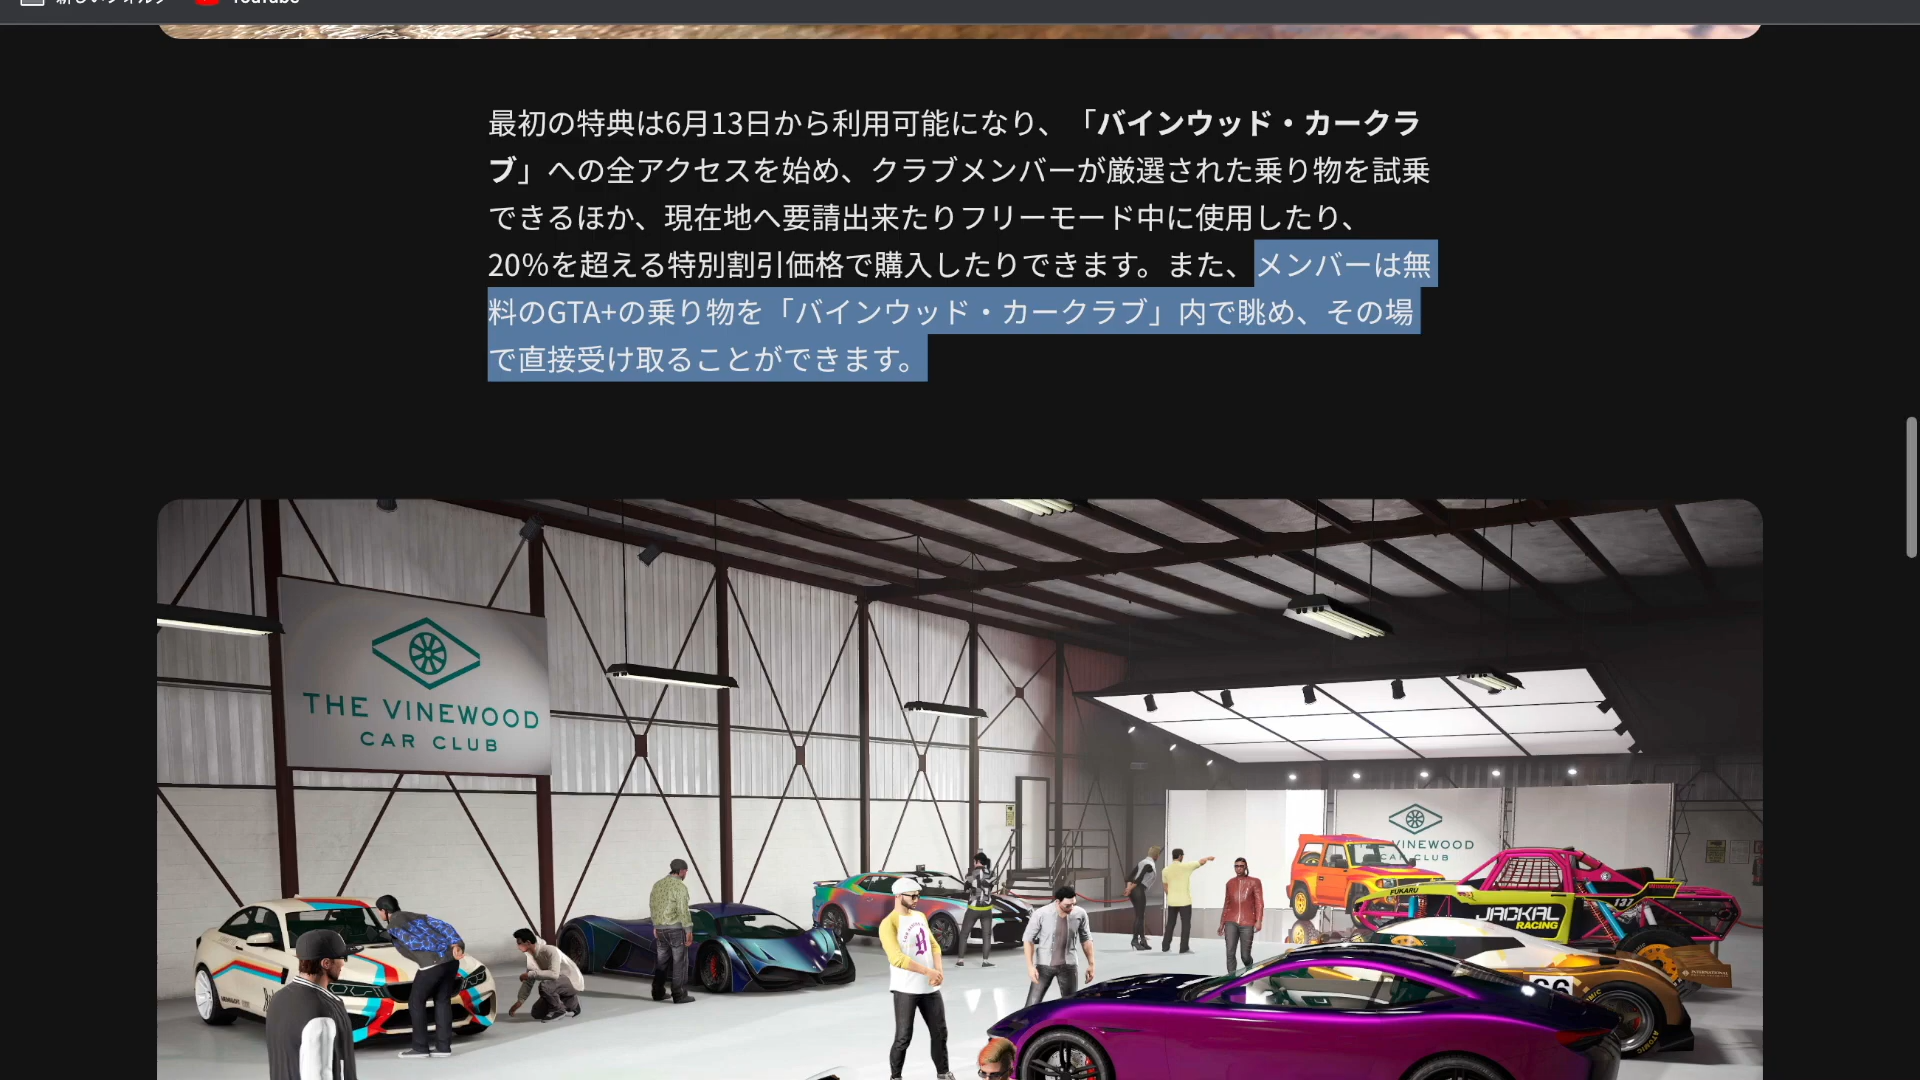 YouTube
最初の特典は6月13日から利用可能になり、「バインウッド・カークラ
ブ」への全アクセスを始め、クラブメンバーが厳選された乗り物を試乗
できるほか、現在地へ要請出来たりフリーモード中に使用したり、
20%を超える特別割引価格で購入したりできます。また、メンバーは無
料のGTA+の乗り物を「バインウッド・カークラブ」内で眺め、その場
で直接受け取ることができます。
THE VINEWOOD
CAR CLUB
VINEWOOD
CAR CLUB
FUKARU
JACKAL
RACING
137
66